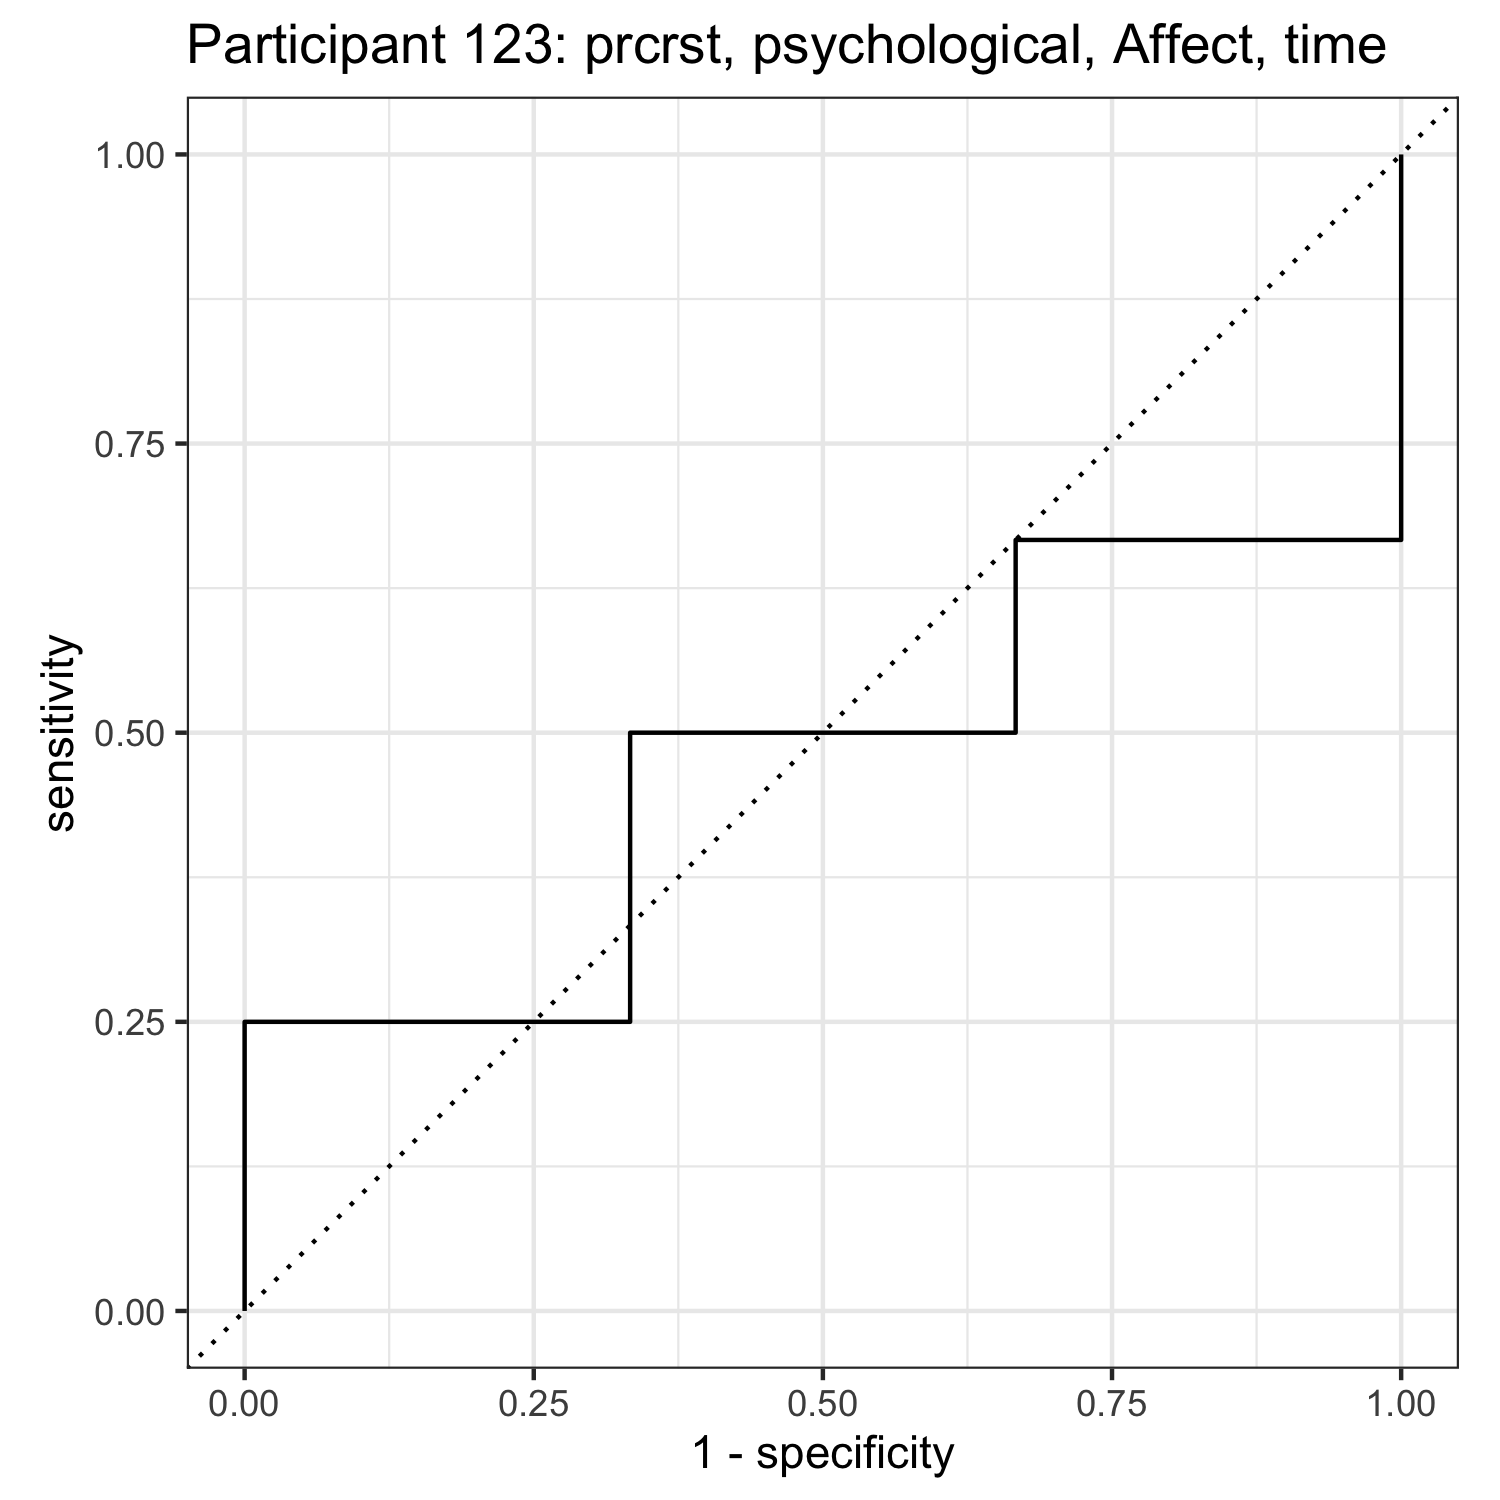 Participant 123: prcrst, psychological, Affect, time
1.00
0.75
0.50
0.25
0.00
sensitivity
0.00 0.25 0.50 0.75 1.00
1 - specificity